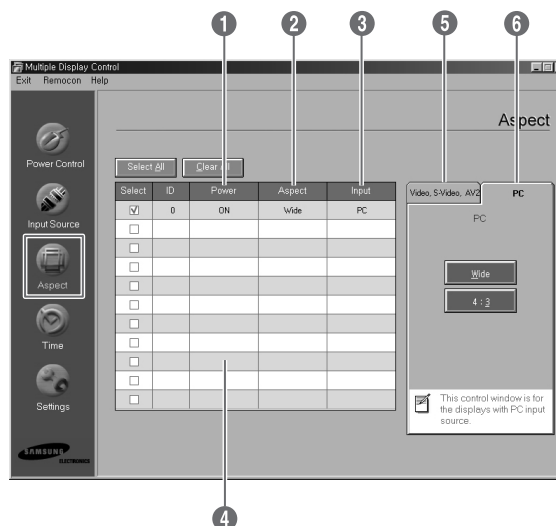 1 2 3 5 6
Multiple Display Control
Exit Remocon Help
Aspect
Power Control
Input Source
Aspect
Time
Settings
SAMSUNG
ELECTRONICS
Select All Clear All
Select ID Power Aspect Input
0 ON Wide PC
Video, S-Video, AV2 PC
PC
Wide
4 : 3
This control window is for
the displays with PC input
source.
4